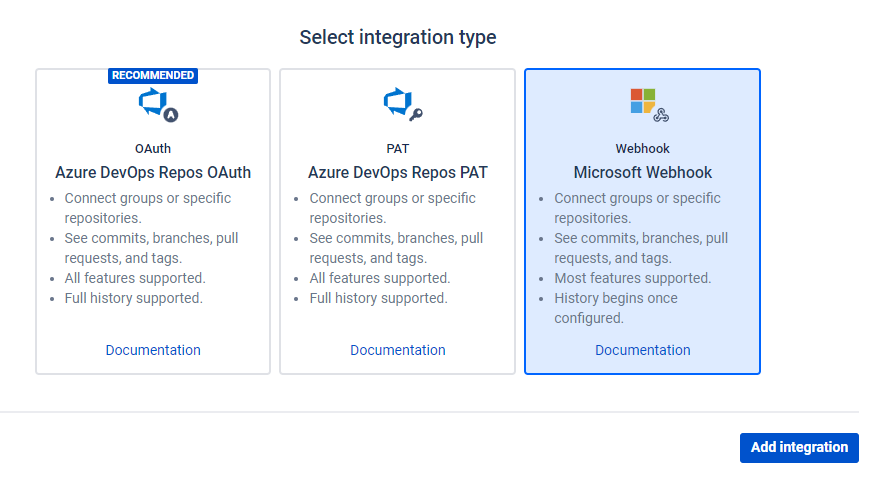 Select integration type
RECOMMENDED
A
OAuth
Azure DevOps Repos OAuth
• Connect groups or specific
repositories.
• See commits, branches, pull
requests, and tags.
• All features supported.
• Full history supported.
Documentation
PAT
Azure DevOps Repos PAT
• Connect groups or specific
repositories.
• See commits, branches, pull
requests, and tags.
• All features supported.
• Full history supported.
Documentation
Webhook
Microsoft Webhook
• Connect groups or specific
repositories.
• See commits, branches, pull
requests, and tags.
• Most features supported.
• History begins once
configured.
Documentation
Add integration